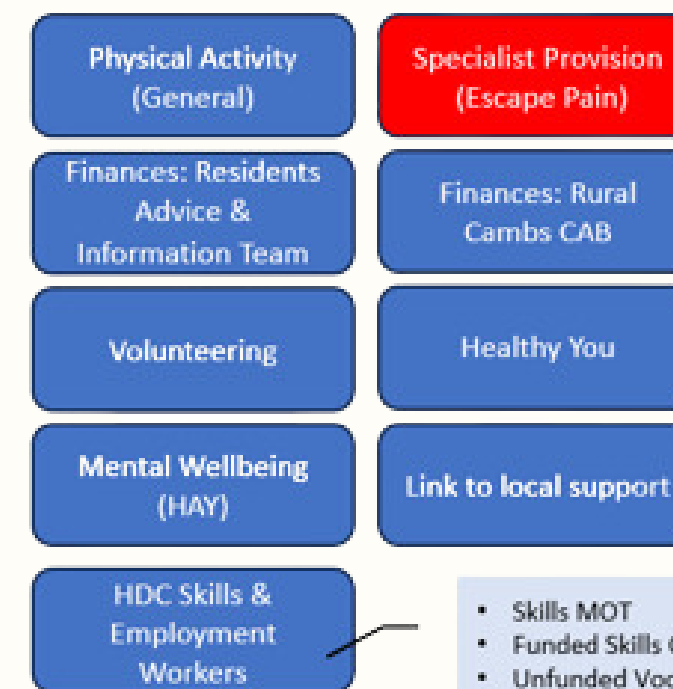 Physical Activity
(General)
Specialist Provision
(Escape Pain)
Finances: Residents
Advice &
Information Team
Finances: Rural
Cambs CAB
Volunteering
Healthy You
Mental Wellbeing
(HAY)
Link to local support
HDC Skills &
Employment
Workers
• Skills MOT
• Funded Skills
• Unfunded